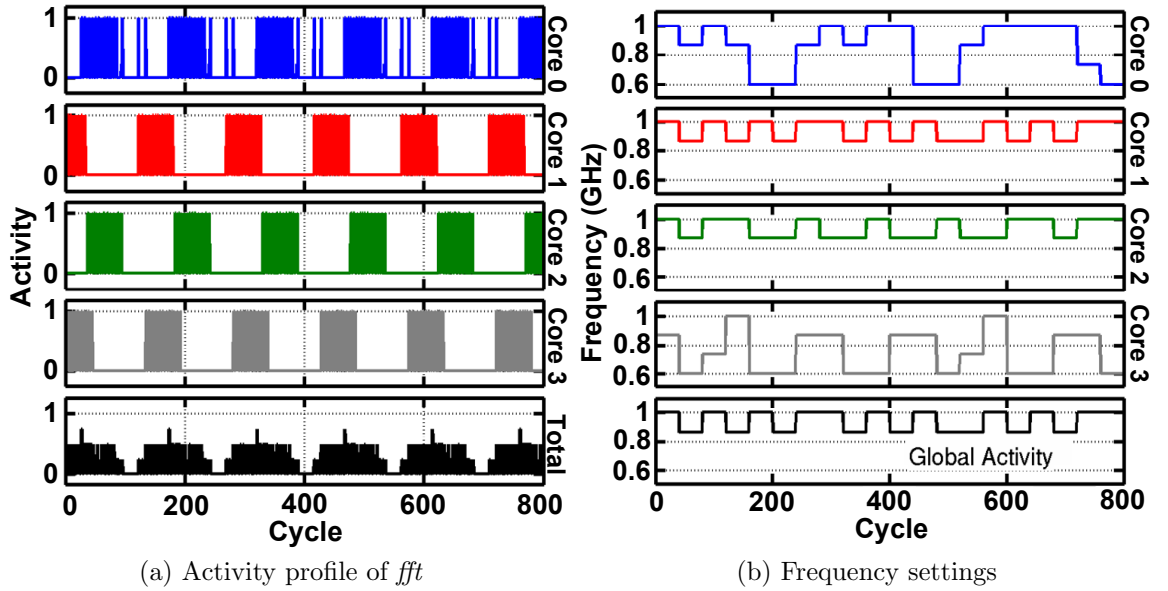 1
0
Core 0
1
0
Core 1
1
0
Core 2
1
0
Core 3
1
0
Total
Activity
0 200 400 600 800
Cycle
(a) Activity profile of fft
1
0.8
0.6
Core 0
1
0.8
0.6
Core 1
1
0.8
0.6
Core 2
1
0.8
0.6
Core 3
1
0.8
0.6
Global Activity
Frequency (GHz)
0 200 400 600 800
Cycle
(b) Frequency settings